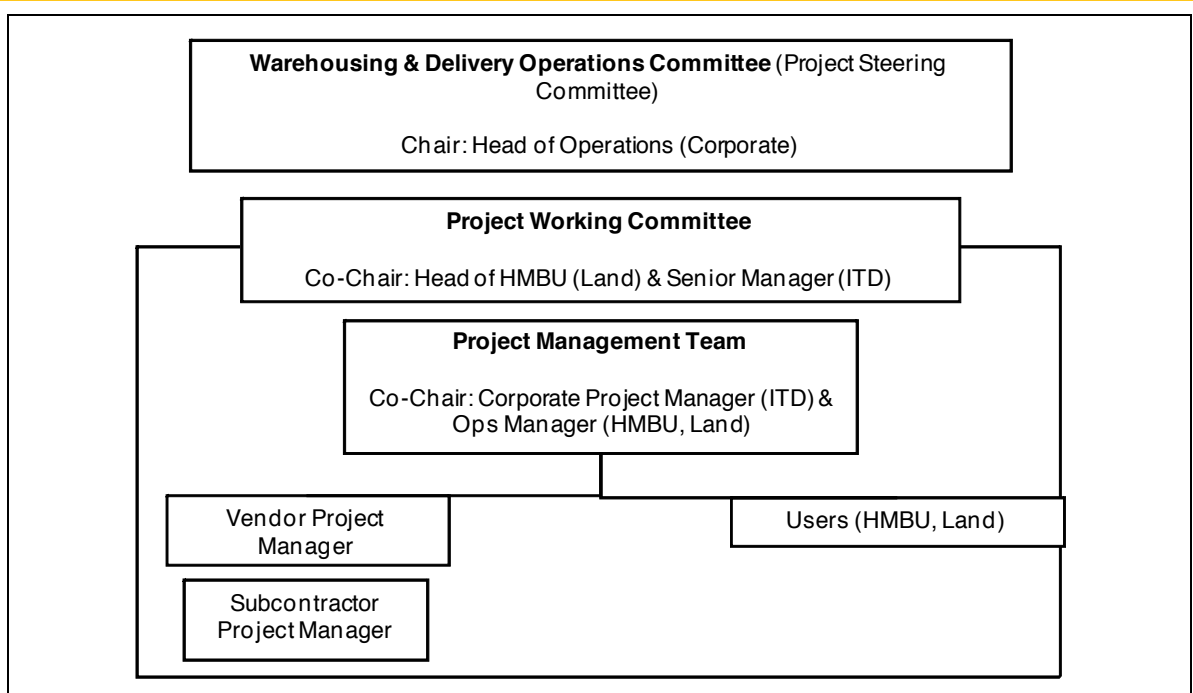 Warehousing & Delivery Operations Committee (Project Steering
Committee)
Chair: Head of Operations (Corporate)
Project Working Committee
Co-Chair: Head of HMBU (Land) & Senior Manager (ITD)
Project Management Team
Co-Chair: Corporate Project Manager (ITD) &
Ops Manager (HMBU, Land)
Vendor Project
Manager
Users (HMBU, Land)
Subcontractor
Project Manager